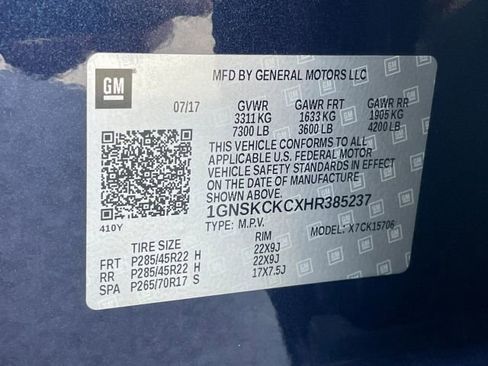 GM
MFD BY GENERAL MOTORS LLC
07/17 GVWR GAWR FRT GAWR RR
3311 KG 1633 KG 1905 KG
7300 LB 3600 LB 4200 LB
THIS VEHICLE CONFORMS TO ALL
APPLICABLE U.S. FEDERAL MOTOR
VEHICLE SAFETY STANDARDS IN EFFECT
ON THE DATE OF MANUFACTURE
SHOWN ABOVE.
1GNSKCKCXHR385237
410Y TYPE: M.P.V. MODEL: X7CK15706
TIRE SIZE RIM
FRT P285/45R22 H 22X9J
RR P285/45R22 H 22X9J
SPA P265/70R17 S 17X7.5J